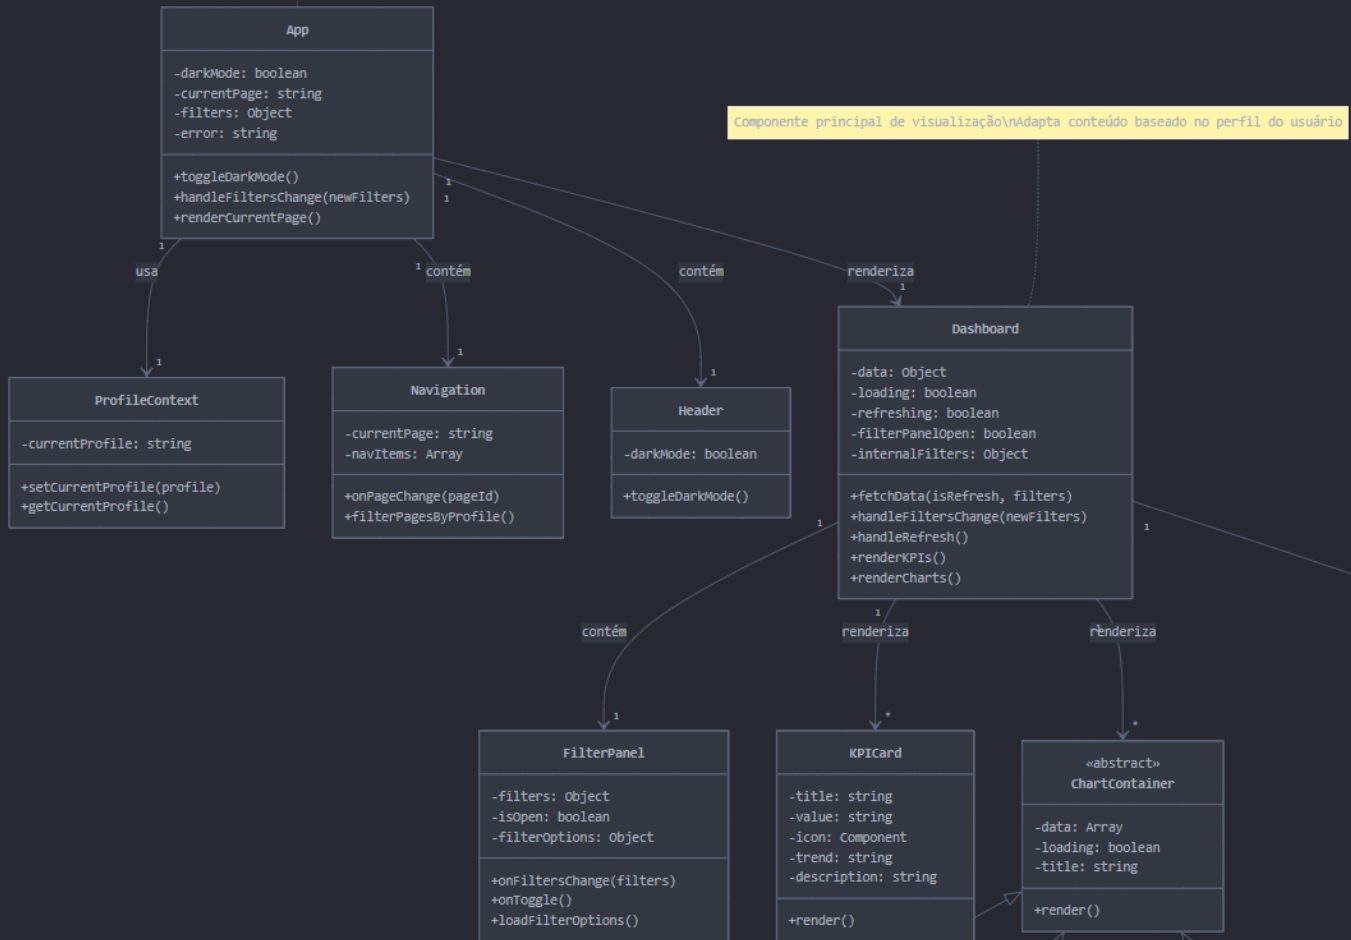 App
-darkMode: boolean
-currentPage: string
-filters: Object
-error: string
+toggleDarkMode()
+handleFiltersChange(newFilters)
+renderCurrentPage()
Componente principal de visualização\nAdapta conteúdo baseado no perfil do usuário
1
1
1
1
usa
contém
contém
renderiza
1
1
1
1
ProfileContext
-currentProfile: string
+setCurrentProfile(profile)
+getCurrentProfile()
Navigation
-currentPage: string
-navItems: Array
+onPageChange(pageId)
+filterPagesByProfile()
Header
-darkMode: boolean
+toggleDarkMode()
Dashboard
-data: Object
-loading: boolean
-refreshing: boolean
-filterPanelOpen: boolean
-internalFilters: Object
+fetchData(isRefresh, filters)
+handleFiltersChange(newFilters)
+handleRefresh()
+renderKPIs()
+renderCharts()
1
1
1
1
contém
renderiza
renderiza
1
*
*
FilterPanel
-filters: Object
-isOpen: boolean
-filterOptions: Object
+onFiltersChange(filters)
+onToggle()
+loadFilterOptions()
KPICard
-title: string
-value: string
-icon: Component
-trend: string
-description: string
+render()
«abstract»
ChartContainer
-data: Array
-loading: boolean
-title: string
+render()